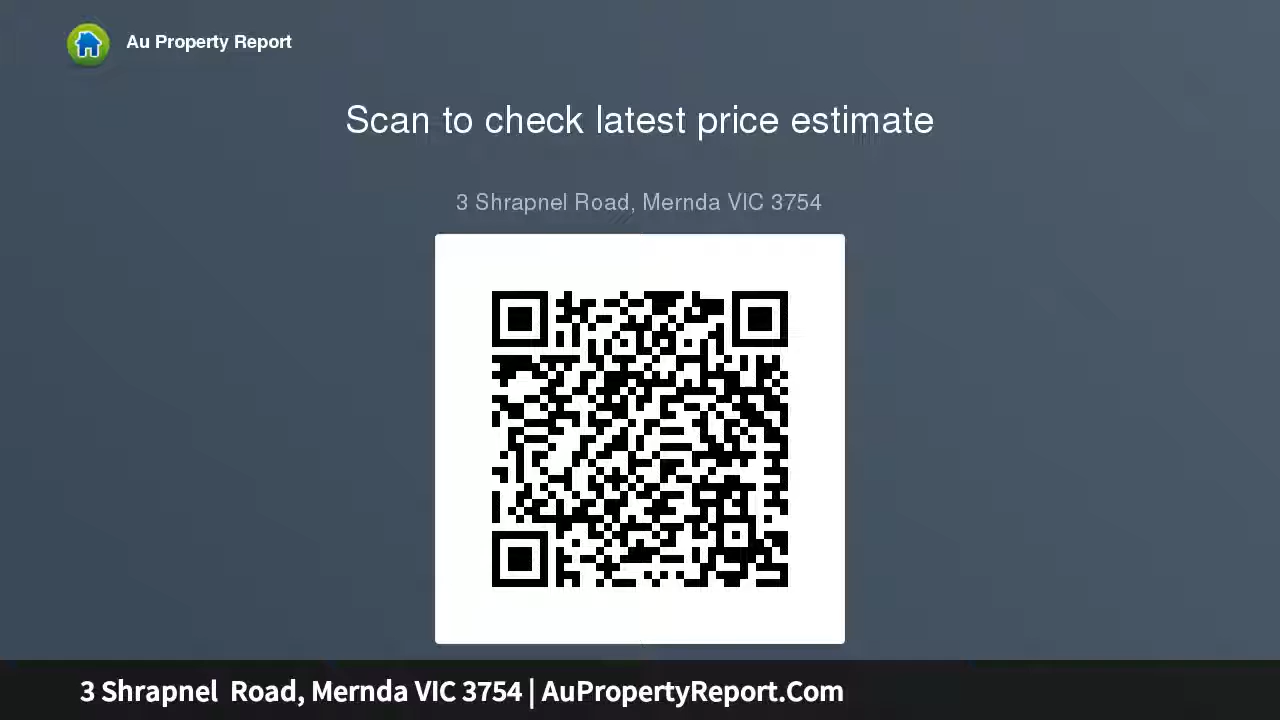 Au Property Report
Scan to check latest price estimate
3 Shrapnel Road, Mernda VIC 3754
3 Shrapnel  Road, Mernda VIC 3754 | AuPropertyReport.Com